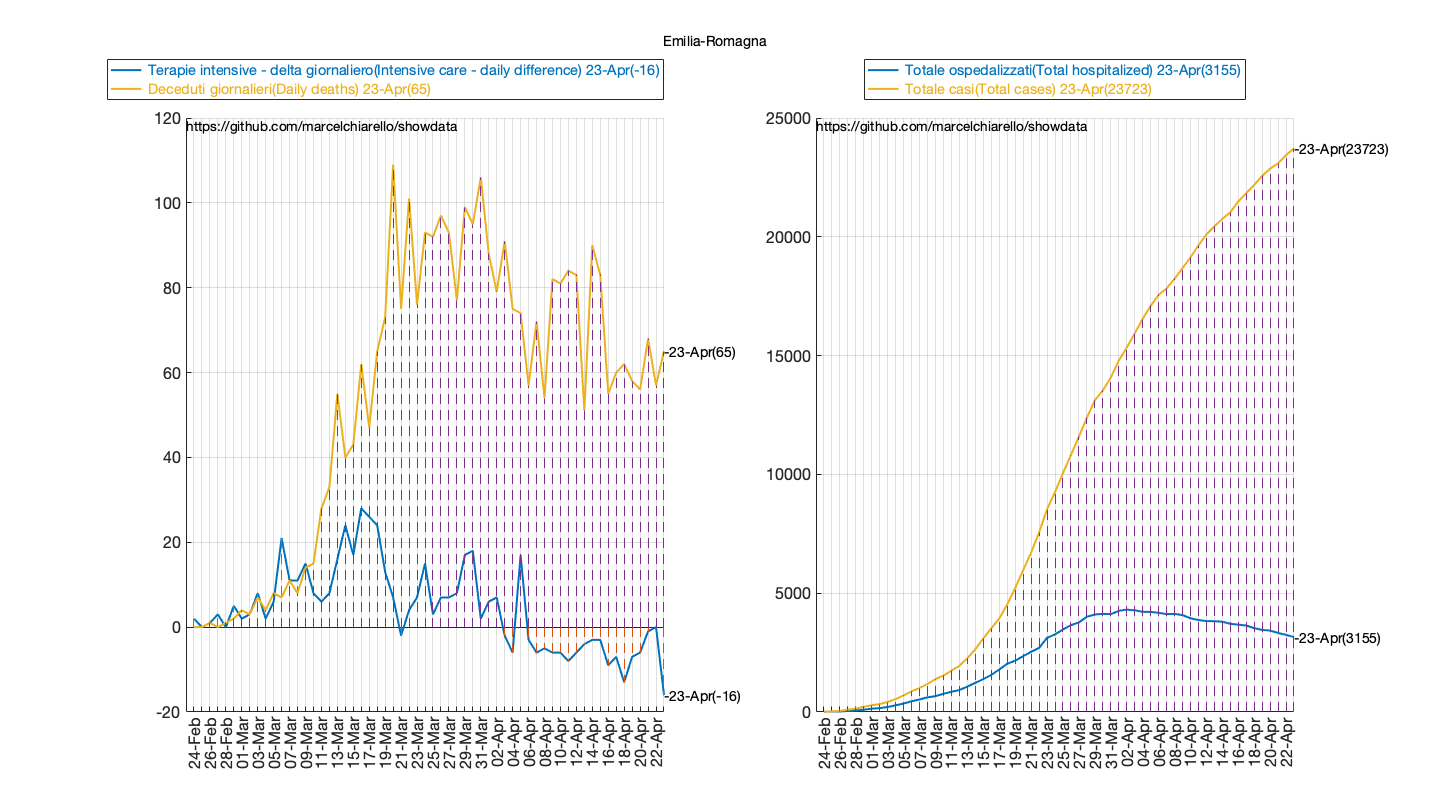 Emilia-Romagna
Terapie intensive - delta giornaliero(Intensive care - daily difference) 23-Apr(-16)
Deceduti giornalieri(Daily deaths) 23-Apr(65)
120
https://github.com/marcelchiarello/showdata
100
80
60
40
20
0
-20
-23-Apr(65)
-23-Apr(-16)
24-Feb
26-Feb
28-Feb
01-Mar
03-Mar
05-Mar
07-Mar
09-Mar
11-Mar
13-Mar
15-Mar
17-Mar
19-Mar
21-Mar
23-Mar
25-Mar
27-Mar
29-Mar
31-Mar
02-Apr
04-Apr
06-Apr
08-Apr
10-Apr
12-Apr
14-Apr
16-Apr
18-Apr
20-Apr
22-Apr
Totale ospedalizzati(Total hospitalized) 23-Apr(3155)
Totale casi(Total cases) 23-Apr(23723)
25000
https://github.com/marcelchiarello/showdata
20000
15000
10000
5000
0
-23-Apr(23723)
-23-Apr(3155)
24-Feb
26-Feb
28-Feb
01-Mar
03-Mar
05-Mar
07-Mar
09-Mar
11-Mar
13-Mar
15-Mar
17-Mar
19-Mar
21-Mar
23-Mar
25-Mar
27-Mar
29-Mar
31-Mar
02-Apr
04-Apr
06-Apr
08-Apr
10-Apr
12-Apr
14-Apr
16-Apr
18-Apr
20-Apr
22-Apr